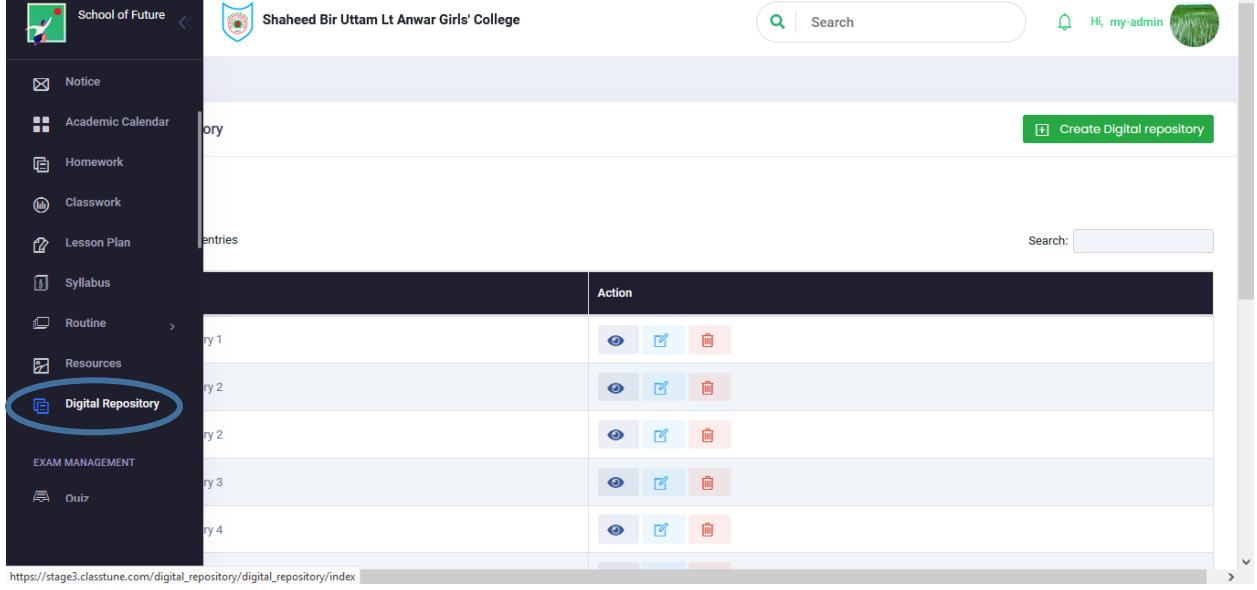 School of Future
Shaheed Bir Uttam Lt Anwar Girls' College
Search
Hi, my-admin
Notice
Academic Calendar
Homework
Classwork
Lesson Plan
Syllabus
Routine
Resources
Digital Repository
EXAM MANAGEMENT
Quiz
ory
Create Digital repository
entries
Search:
Action
ry 1
ry 2
ry 2
ry 3
ry 4
https://stage3.classtune.com/digital_repository/digital_repository/index